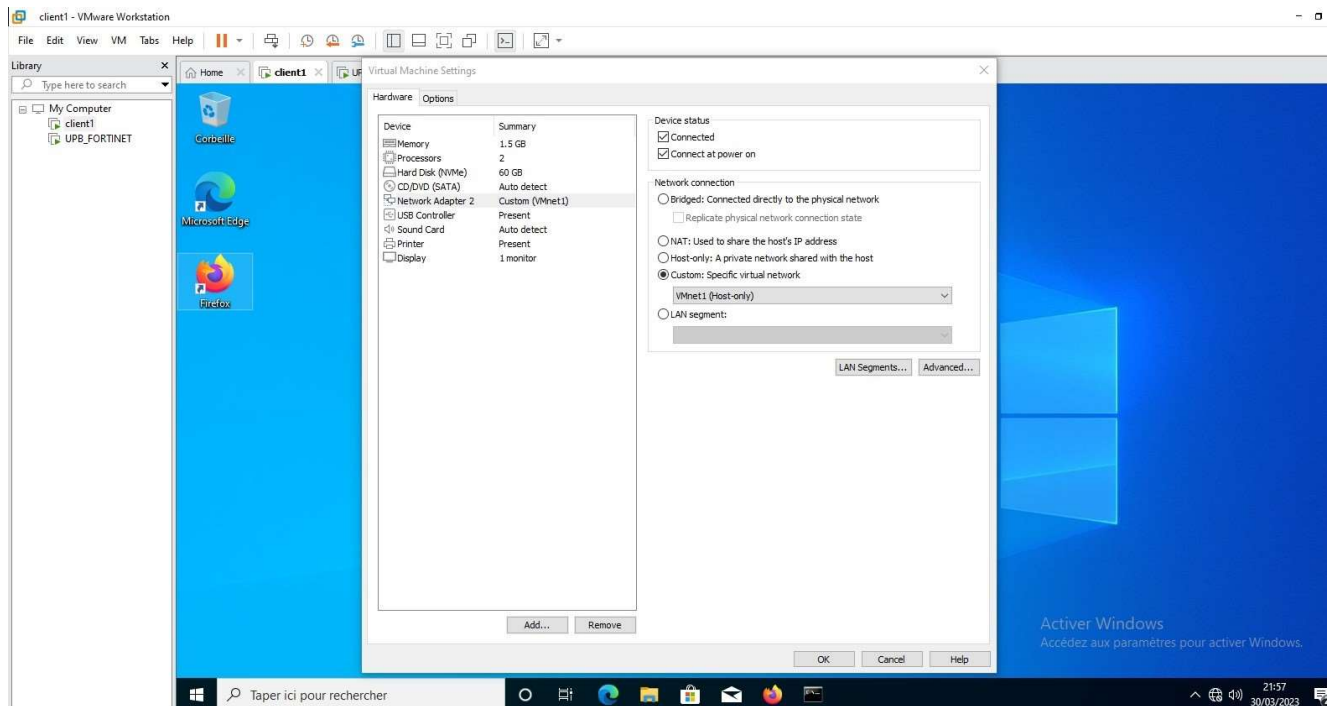 client1 - VMware Workstation
File Edit View VM Tabs Help
Library
Type here to search
My Computer
client1
UPB_FORTINET
Home
client1
UP
Corbeille
Microsoft Edge
Firefox
Virtual Machine Settings
Hardware Options
Device Summary
Memory 1.5 GB
Processors 2
Hard Disk (NVMe) 60 GB
CD/DVD (SATA) Auto detect
Network Adapter 2 Custom (VMnet1)
USB Controller Present
Sound Card Auto detect
Printer Present
Display 1 monitor
Add... Remove
Device status
Connected
Connect at power on
Network connection
Bridged: Connected directly to the physical network
Replicate physical network connection state
NAT: Used to share the host's IP address
Host-only: A private network shared with the host
Custom: Specific virtual network
VMnet1 (Host-only)
LAN segment:
LAN Segments... Advanced...
OK Cancel Help
Activer Windows
Accédez aux paramètres pour activer Windows.
Taper ici pour rechercher
21:57
30/03/2023